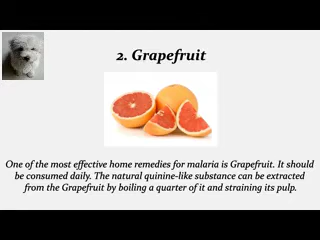 2. Grapefruit
One of the most effective home remedies for malaria is Grapefruit. It should
be consumed daily. The natural quinine-like substance can be extracted
from the Grapefruit by boiling a quarter of it and straining its pulp.